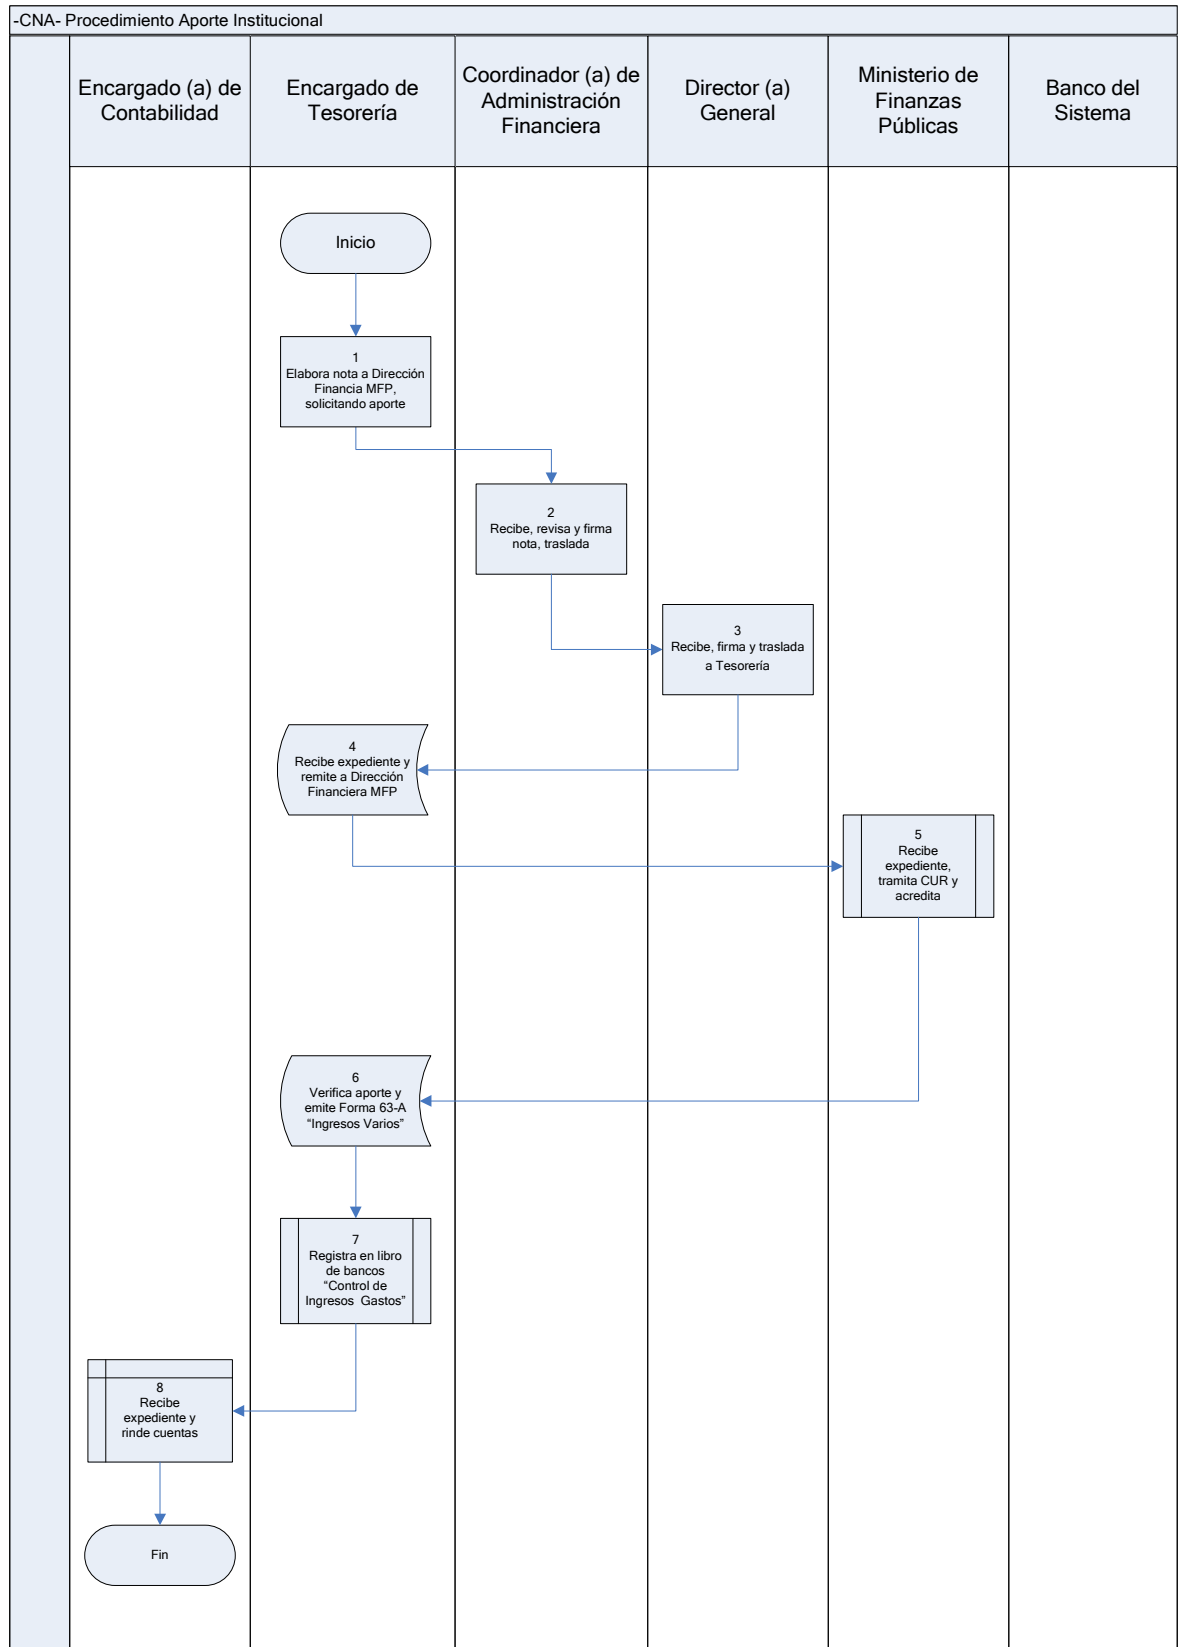 -CNA- Procedimiento Aporte Institucional
Encargado (a) de
Contabilidad
Encargado de
Tesorería
Coordinador (a) de
Administración
Financiera
Director (a)
General
Ministerio de
Finanzas
Públicas
Banco del
Sistema
Inicio
1
Elabora nota a Dirección
Financia MFP,
solicitando aporte
2
Recibe, revisa y firma
nota, traslada
3
Recibe, firma y traslada
a Tesorería
4
Recibe expediente y
remite a Dirección
Financiera MFP
5
Recibe
expediente,
tramita CUR y
acredita
6
Verifica aporte y
emite Forma 63-A
“Ingresos Varios”
7
Registra en libro
de bancos
“Control de
Ingresos  Gastos”
8
Recibe
expediente y
rinde cuentas
Fin